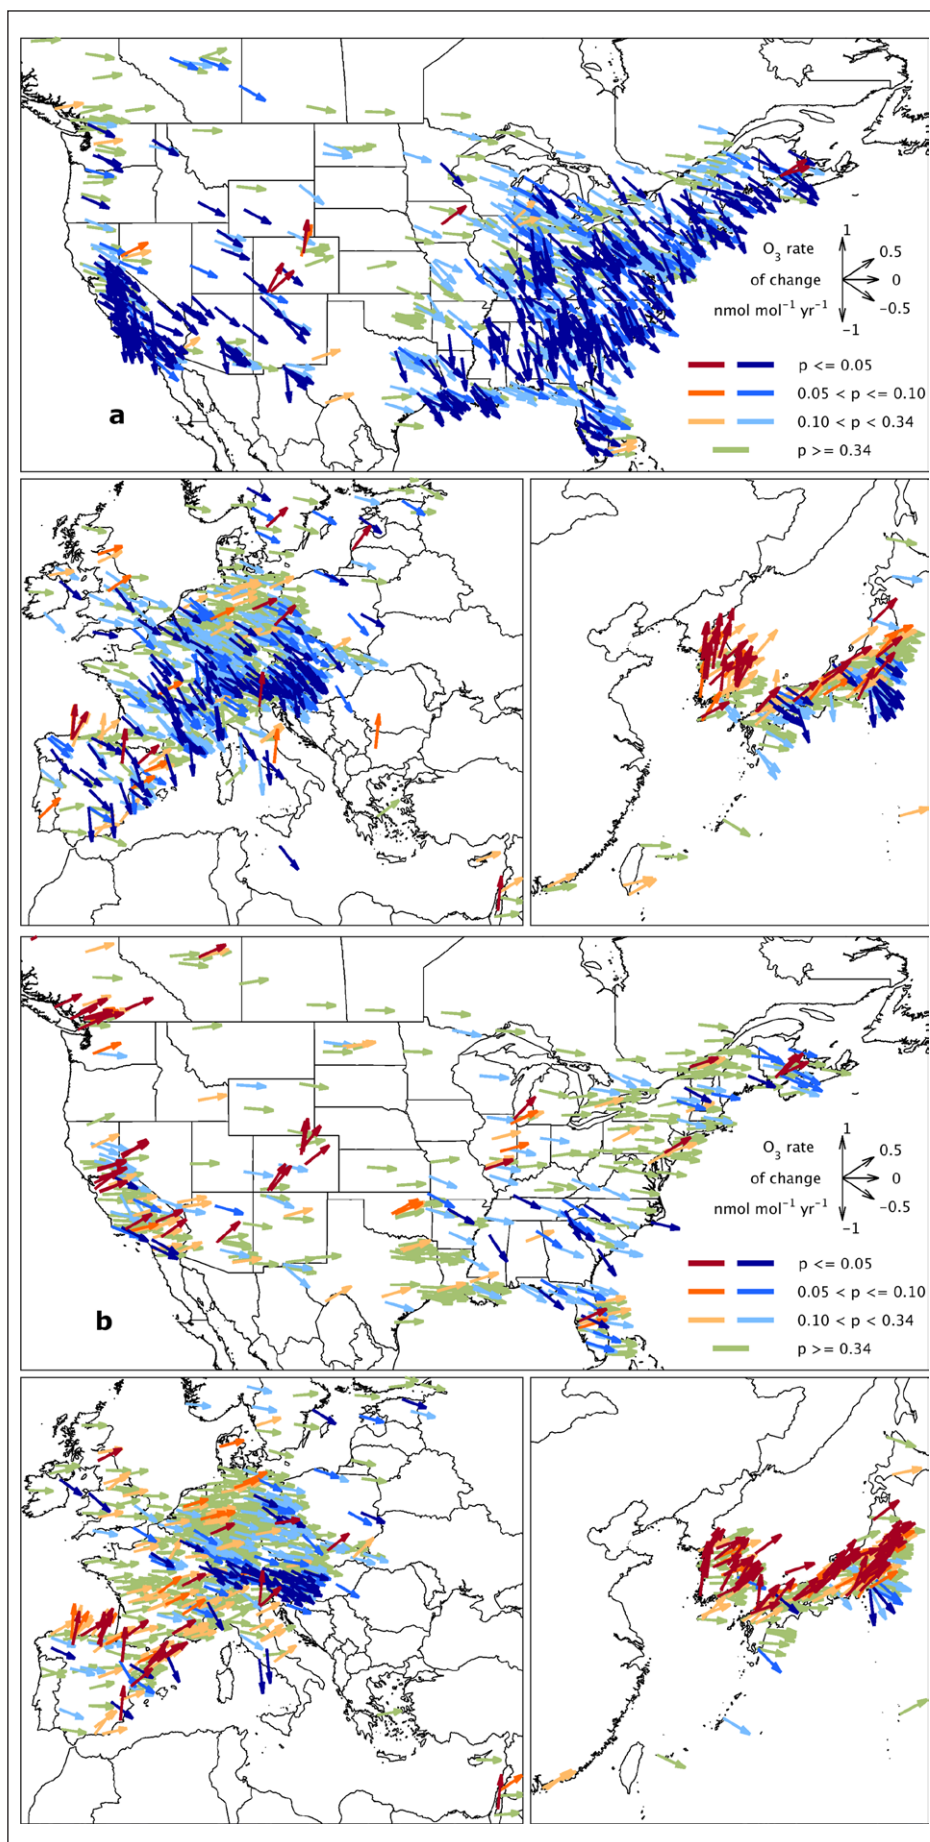 1
O₃ rate
0.5
of change
0
nmol mol⁻¹ yr⁻¹
-0.5
-1
p <= 0.05
0.05 < p <= 0.10
0.10 < p < 0.34
p >= 0.34
a
1
O₃ rate
0.5
of change
0
nmol mol⁻¹ yr⁻¹
-0.5
-1
p <= 0.05
0.05 < p <= 0.10
0.10 < p < 0.34
p >= 0.34
b